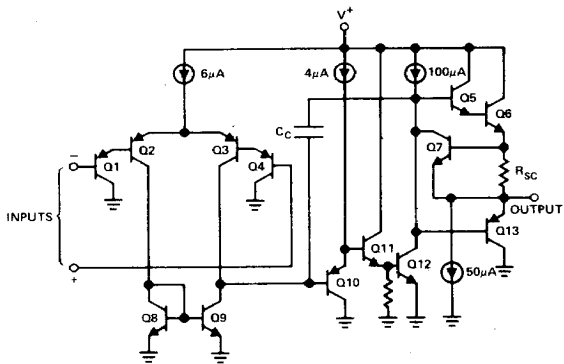 V+
6μA
4μA
100μA
Q5
Q6
Q2
Q3
CC
Q7
−
Q1
Q4
RSC
INPUTS
OUTPUT
Q11
Q13
+
Q12
50μA
Q10
Q8
Q9